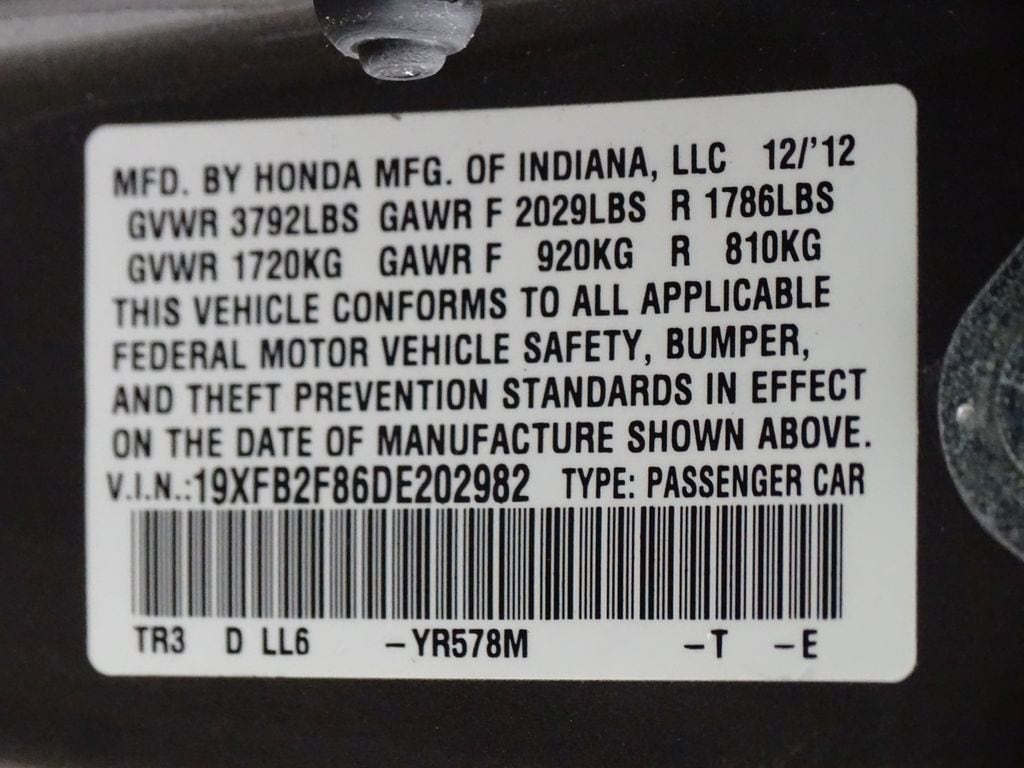 MFD. BY HONDA MFG. OF INDIANA, LLC 12/'12
GVWR 3792LBS GAWR F 2029LBS R 1786LBS
GVWR 1720KG GAWR F 920KG R 810KG
THIS VEHICLE CONFORMS TO ALL APPLICABLE
FEDERAL MOTOR VEHICLE SAFETY, BUMPER,
AND THEFT PREVENTION STANDARDS IN EFFECT
ON THE DATE OF MANUFACTURE SHOWN ABOVE.
V.I.N.:19XFB2F86DE202982 TYPE: PASSENGER CAR
TR3 D LL6 -YR578M -T -E